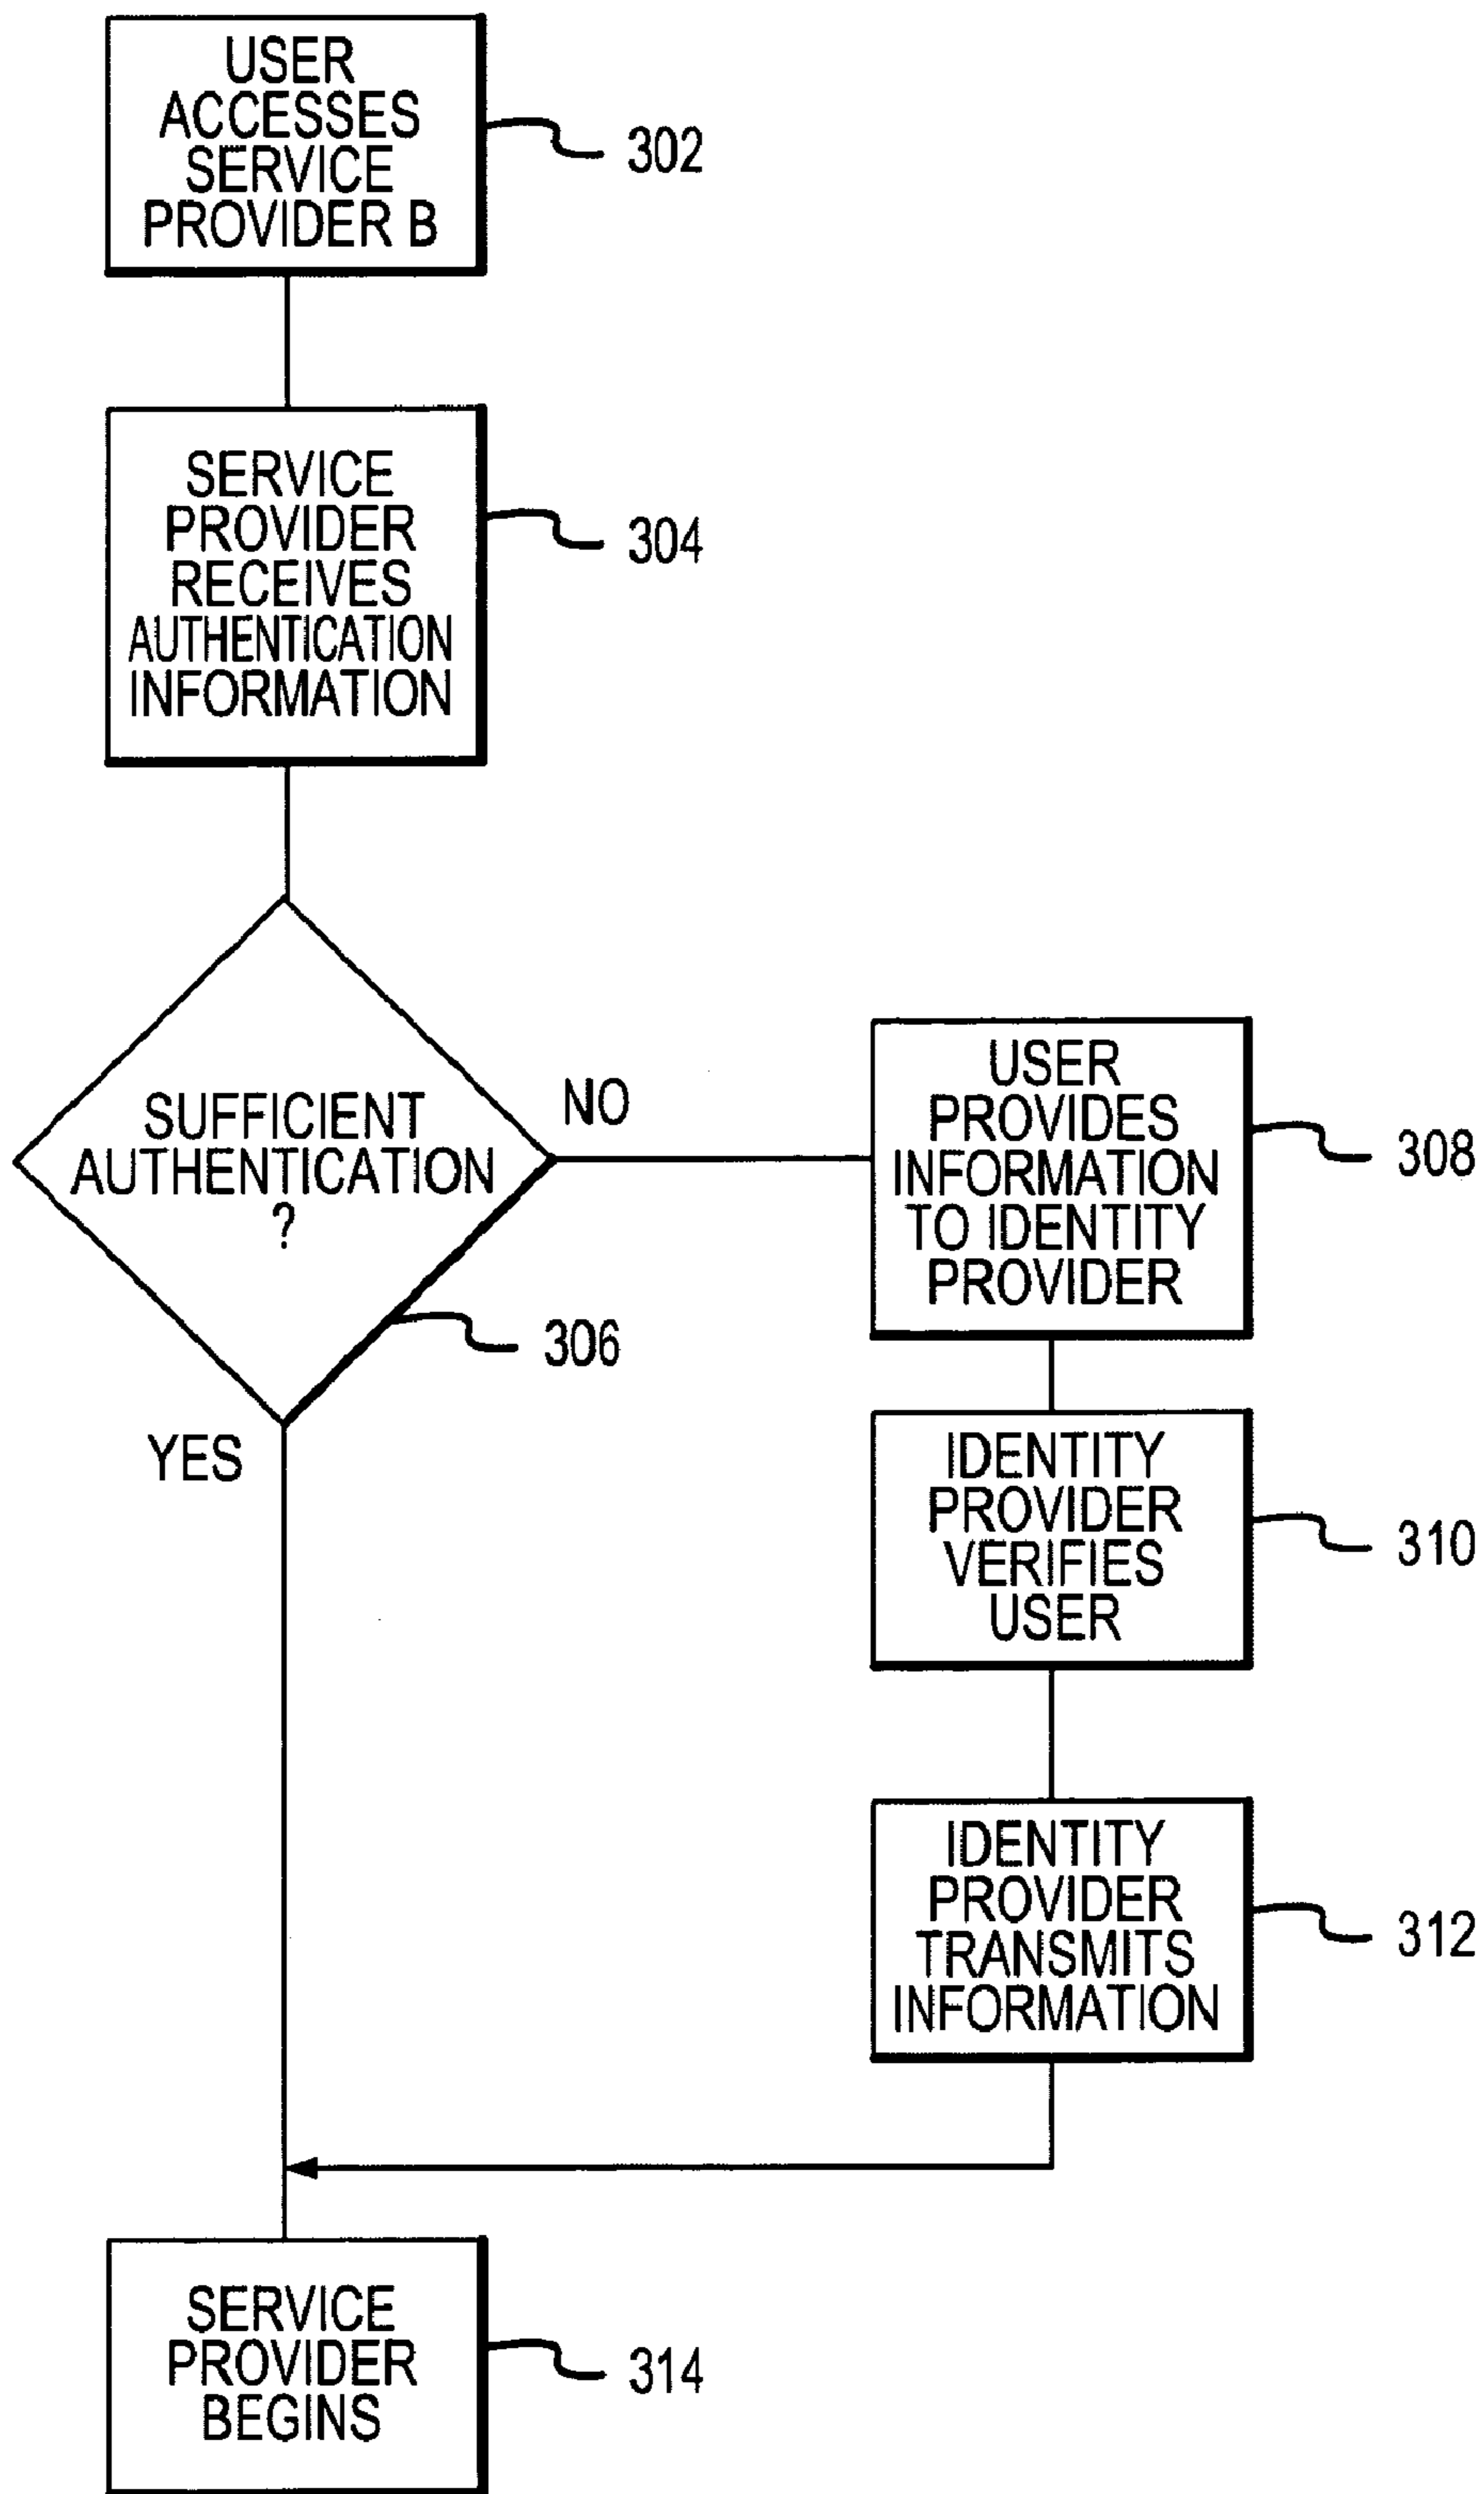 USER
ACCESSES
SERVICE
PROVIDER B
302
SERVICE
PROVIDER
RECEIVES
AUTHENTICATION
INFORMATION
304
SUFFICIENT
AUTHENTICATION
?
NO
306
YES
USER
PROVIDES
INFORMATION
TO IDENTITY
PROVIDER
308
IDENTITY
PROVIDER
VERIFIES
USER
310
IDENTITY
PROVIDER
TRANSMITS
INFORMATION
312
SERVICE
PROVIDER
BEGINS
314